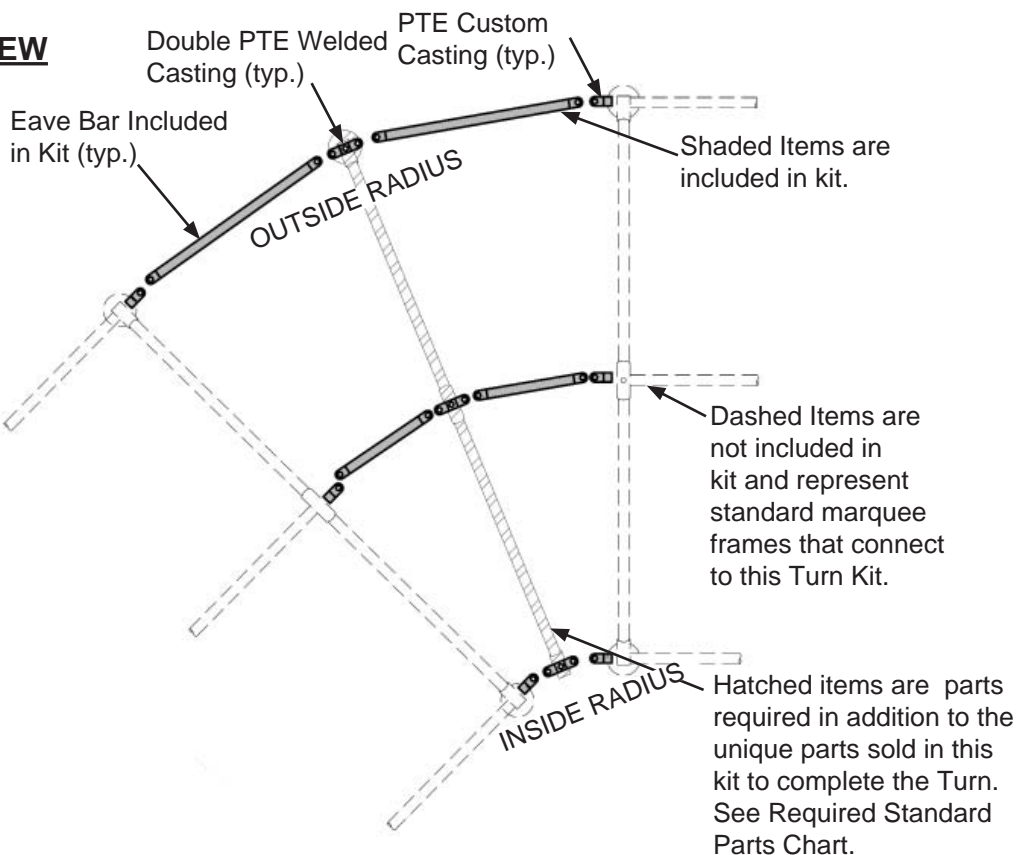 Double PTE Welded
Casting (typ.)
PTE Custom
Casting (typ.)
Eave Bar Included
in Kit (typ.)
Shaded Items are
included in kit.
OUTSIDE RADIUS
Dashed Items are
not included in
kit and represent
standard marquee
frames that connect
to this Turn Kit.
INSIDE RADIUS
Hatched items are parts
required in addition to the
unique parts sold in this
kit to complete the Turn.
See Required Standard
Parts Chart.